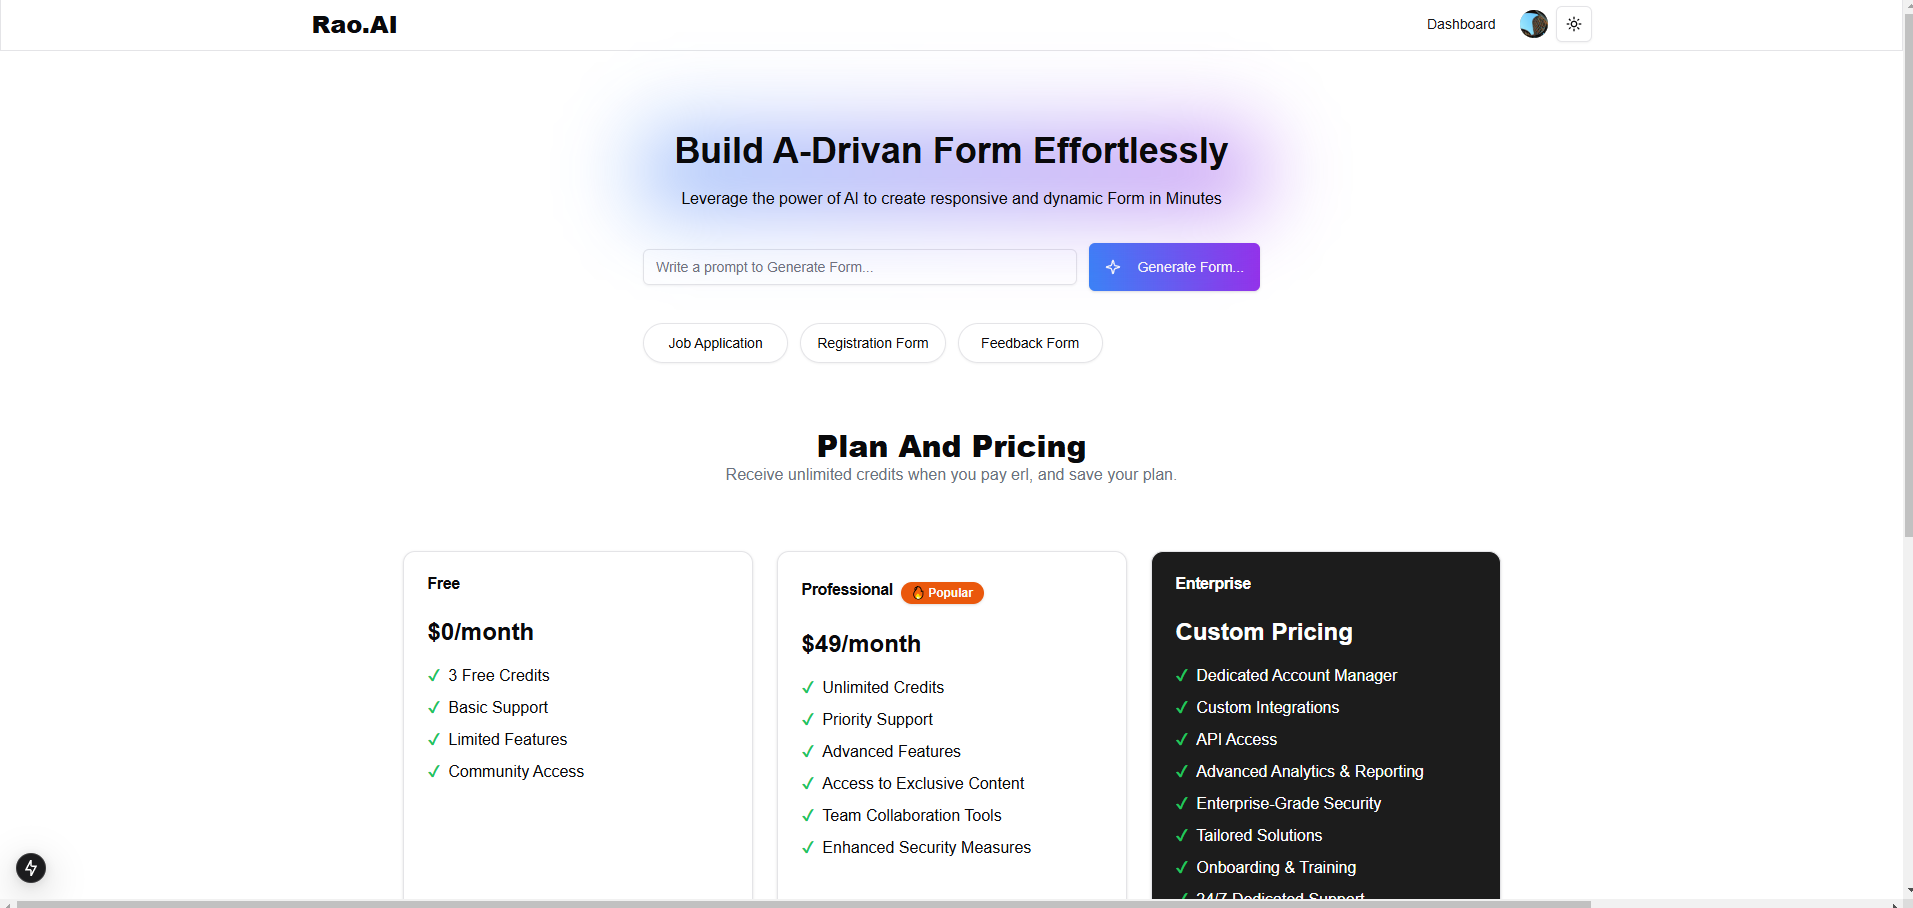 Rao.AI
Dashboard
Build A-Drivan Form Effortlessly
Leverage the power of AI to create responsive and dynamic Form in Minutes
Write a prompt to Generate Form...
Generate Form...
Job Application
Registration Form
Feedback Form
Plan And Pricing
Receive unlimited credits when you pay erl, and save your plan.
Free
$0/month
✓ 3 Free Credits
✓ Basic Support
✓ Limited Features
✓ Community Access
Professional 🔥 Popular
$49/month
✓ Unlimited Credits
✓ Priority Support
✓ Advanced Features
✓ Access to Exclusive Content
✓ Team Collaboration Tools
✓ Enhanced Security Measures
Enterprise
Custom Pricing
✓ Dedicated Account Manager
✓ Custom Integrations
✓ API Access
✓ Advanced Analytics & Reporting
✓ Enterprise-Grade Security
✓ Tailored Solutions
✓ Onboarding & Training
✓ 24/7 Dedicated Support